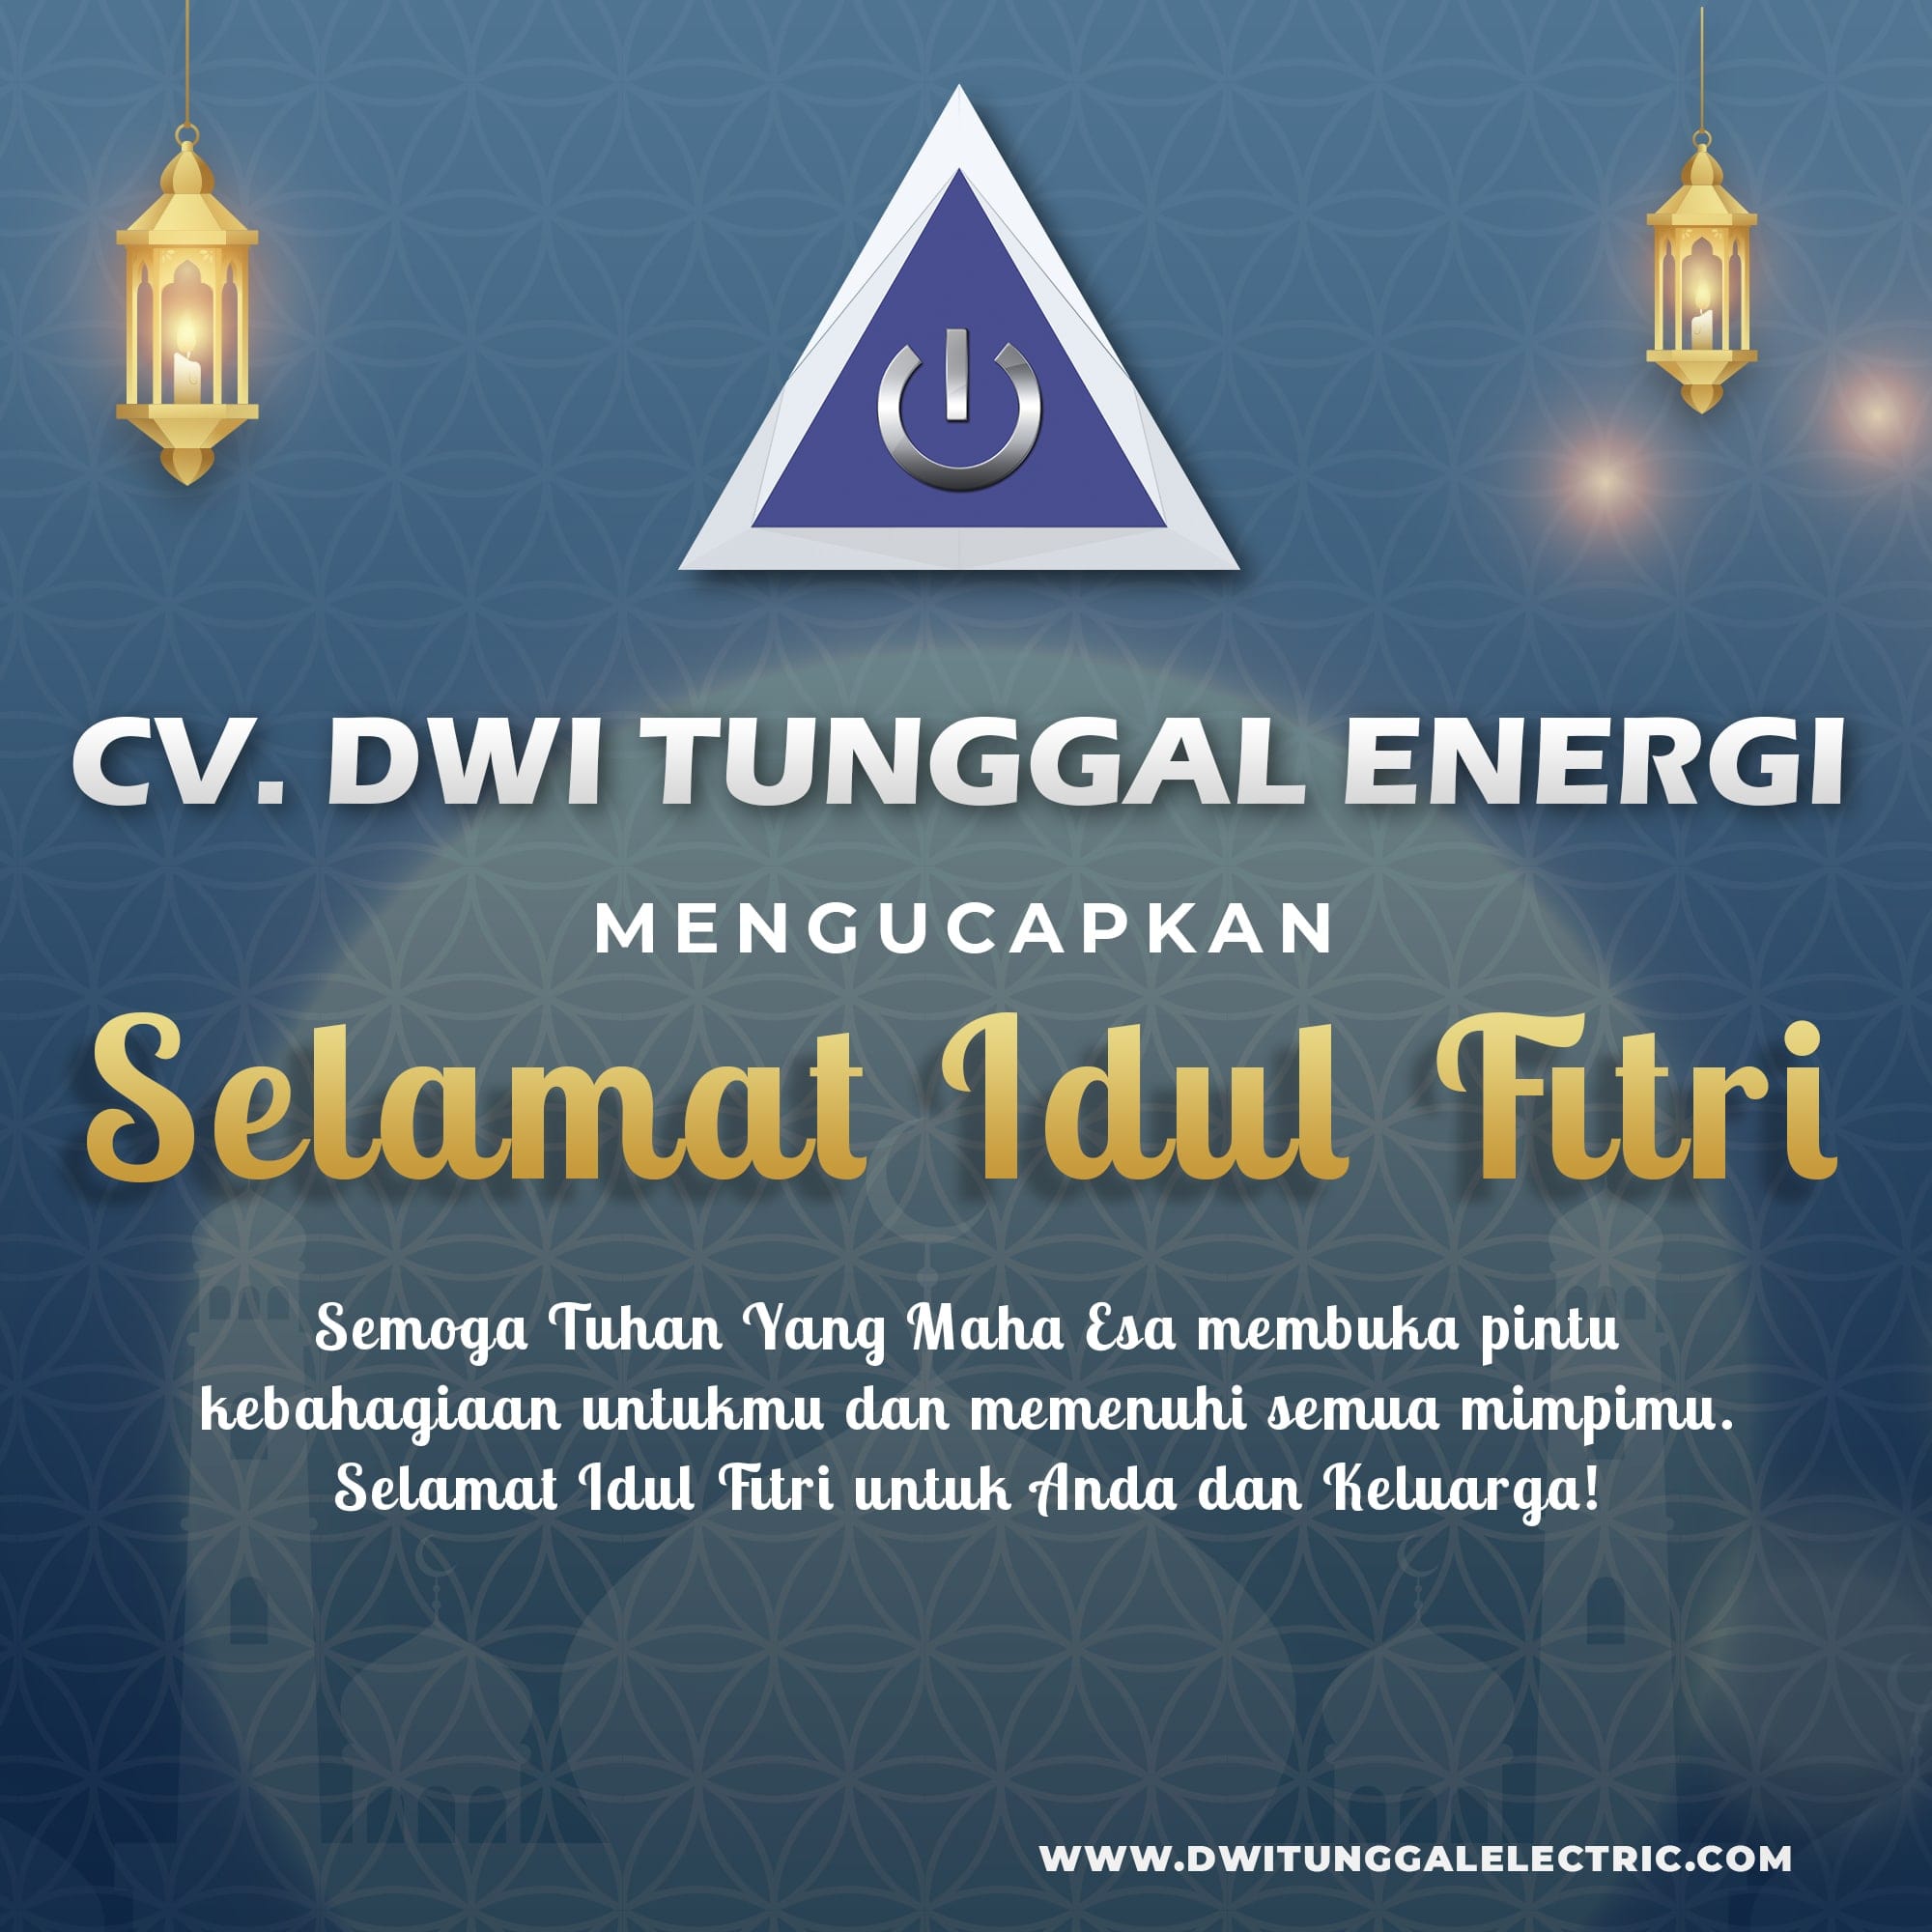 CV. DWI TUNGGAL ENERGI
MENGUCAPKAN
Selamat Idul Fitri
Semoga Tuhan Yang Maha Esa membuka pintu
kebahagiaan untukmu dan memenuhi semua mimpimu.
Selamat Idul Fitri untuk Anda dan Keluarga!
WWW.DWITUNGGALELECTRIC.COM